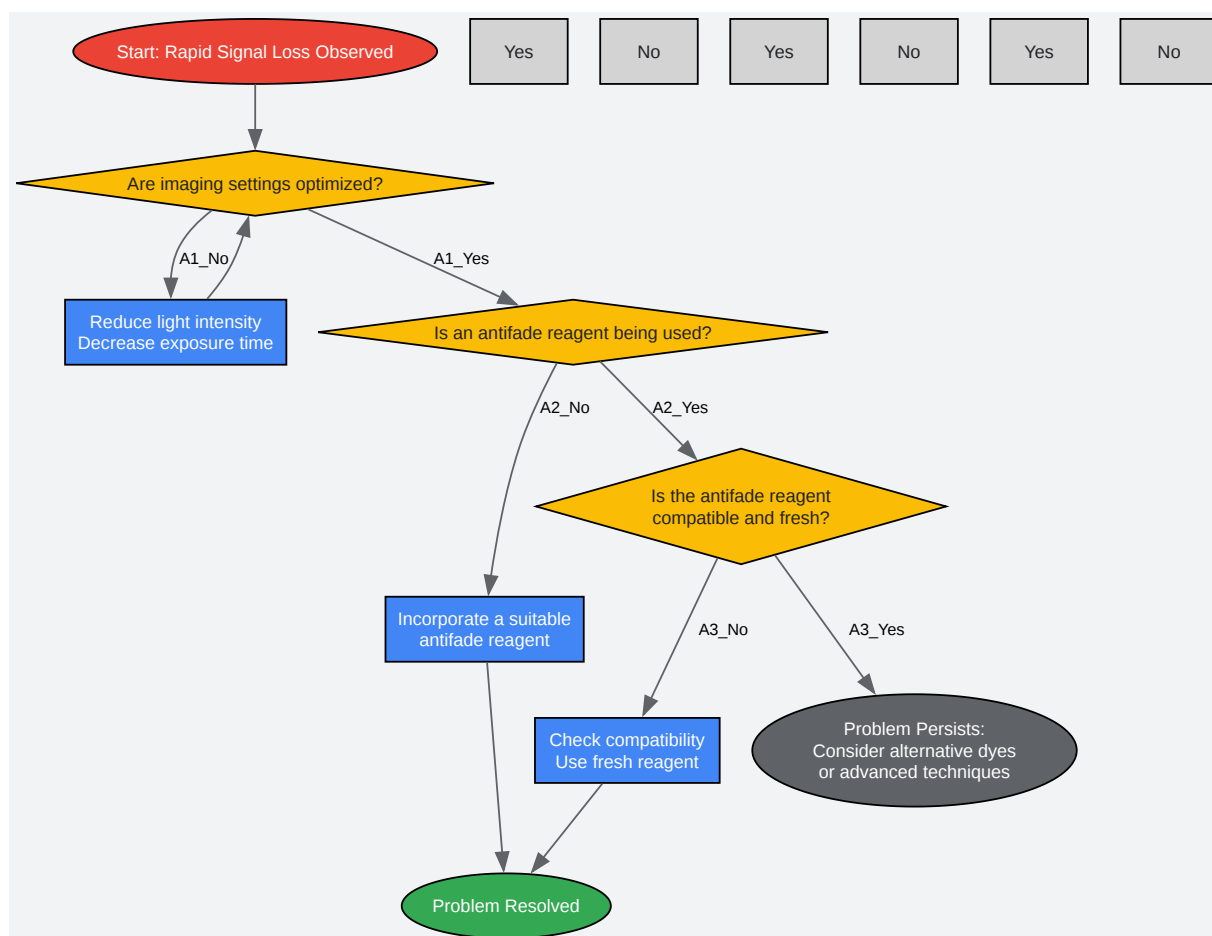 Start: Rapid Signal Loss Observed
Yes
No
Yes
No
Yes
No
Are imaging settings optimized?
A1_No
A1_Yes
Reduce light intensity
Decrease exposure time
Is an antifade reagent being used?
A2_No
A2_Yes
Is the antifade reagent
compatible and fresh?
Incorporate a suitable
antifade reagent
A3_No
A3_Yes
Check compatibility
Use fresh reagent
Problem Persists:
Consider alternative dyes
or advanced techniques
Problem Resolved